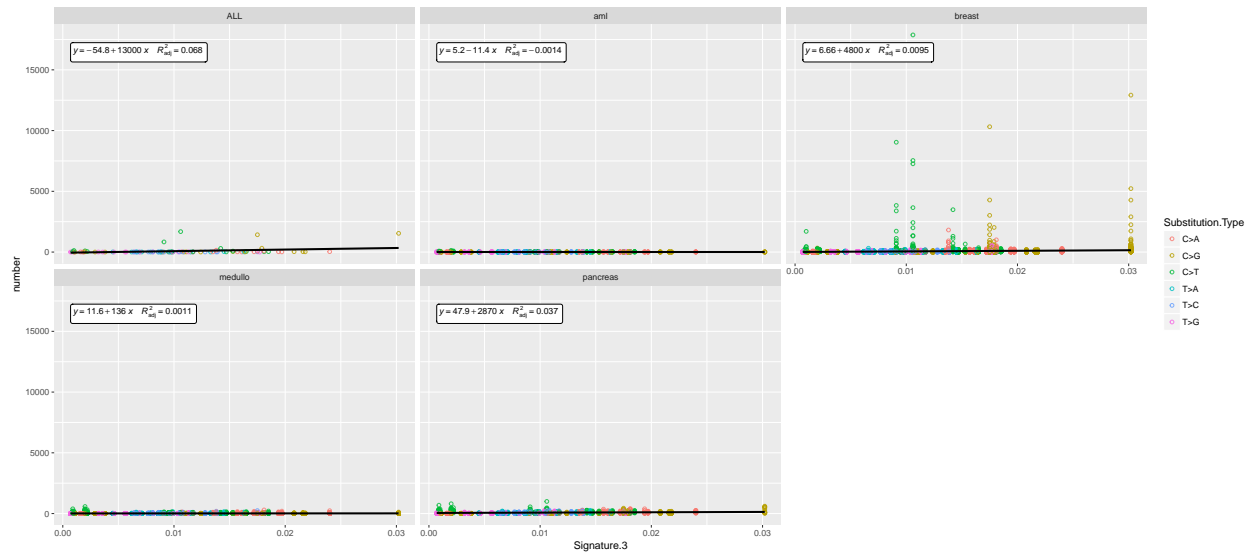 ALL
aml
breast
y = −54.8 + 13000 x R²adj = 0.068
y = 5.2 − 11.4 x R²adj = −0.0014
y = 6.66 + 4800 x R²adj = 0.0095
15000
10000
5000
0
0.00 0.01 0.02 0.03
medullo
pancreas
y = 11.6 + 136 x R²adj = 0.0011
y = 47.9 + 2870 x R²adj = 0.037
15000
10000
5000
0
0.00 0.01 0.02 0.03
0.00 0.01 0.02 0.03
number
Signature.3
Substitution.Type
C>A
C>G
C>T
T>A
T>C
T>G